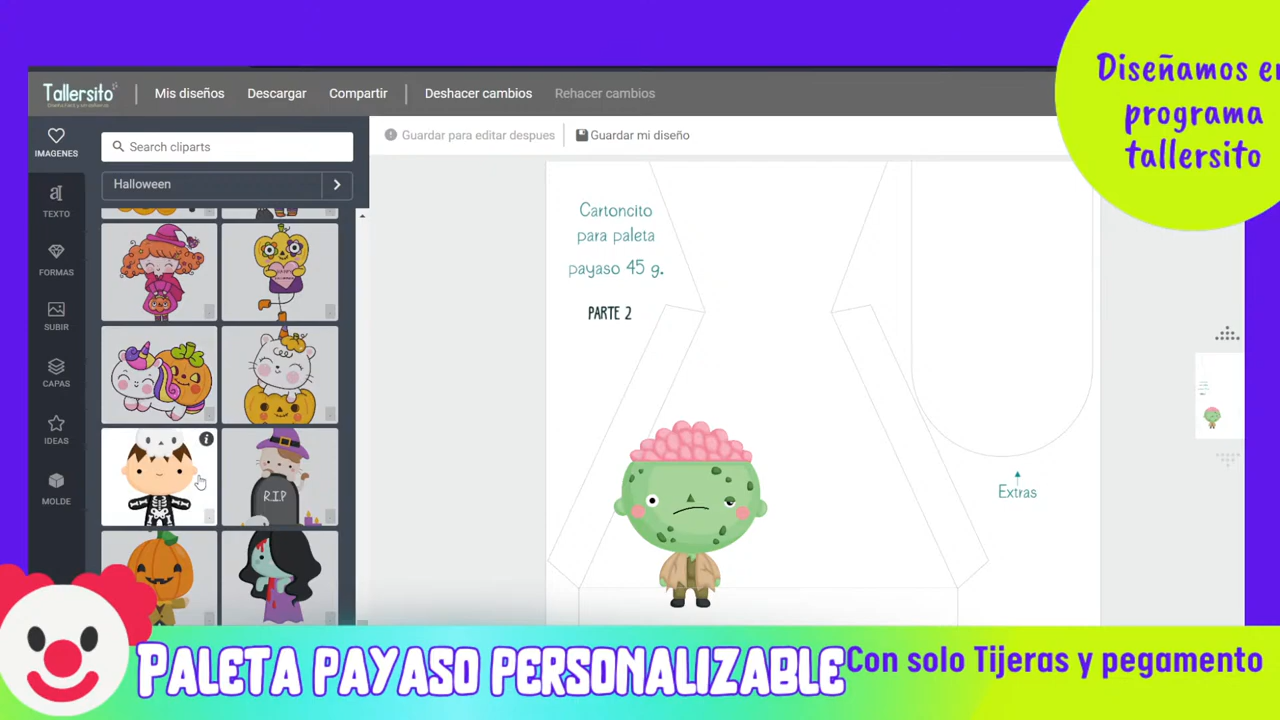 Diseñamos en
programa
tallersito
Tallersito
Mis diseños
Descargar
Compartir
Deshacer cambios
Rehacer cambios
IMAGENES
Search cliparts
Guardar para editar despues
Guardar mi diseño
Halloween
TEXTO
FORMAS
SUBIR
CAPAS
IDEAS
MOLDE
R.I.P
Cartoncito
para paleta
payaso 45 g.
PARTE 2
Extras
PALETA PAYASO PERSONALIZABLE
Con solo Tijeras y pegamento